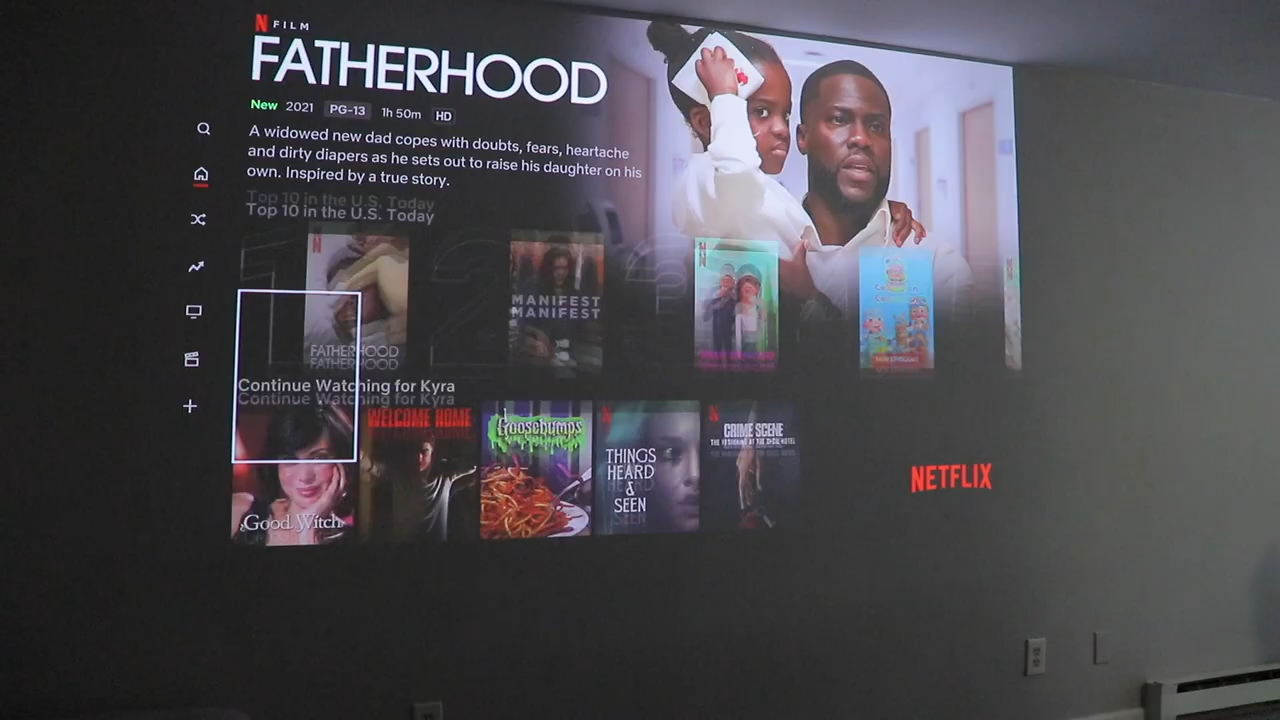 N FILM
FATHERHOOD
New 2021 PG-13 1h 50m HD
A widowed new dad copes with doubts, fears, heartache
and dirty diapers as he sets out to raise his daughter on his
own. Inspired by a true story.
Top 10 in the U.S. Today
Top 10 in the U.S. Today
1 2 3
N
N
MANIFEST
MANIFEST
FATHERHOOD
FATHERHOOD
Continue Watching for Kyra
Continue Watching for Kyra
Good Witch
WELCOME HOME
Goosebumps
N
THINGS
HEARD
&
SEEN
N
CRIME SCENE
NETFLIX